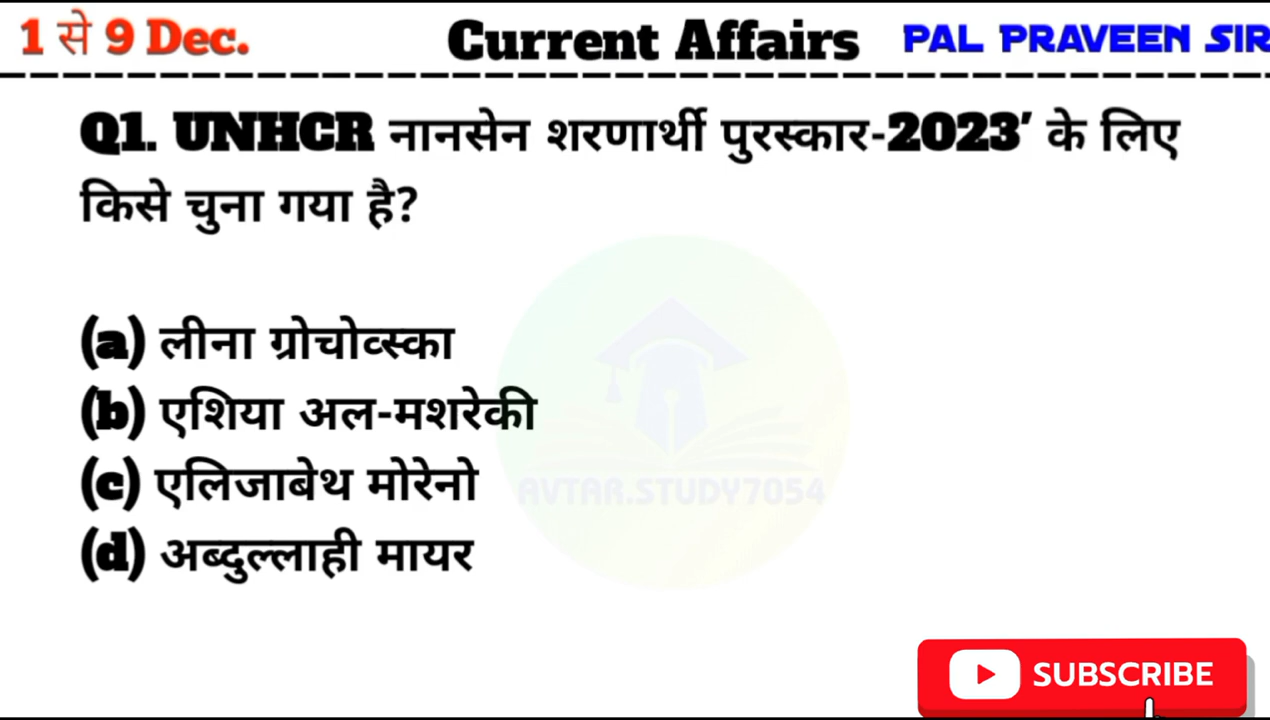 1 से 9 Dec. Current Affairs PAL PRAVEEN SIR
Q1. UNHCR नानसेन शरणार्थी पुरस्कार-2023' के लिए
किसे चुना गया है?
(a) लीना ग्रोचोव्स्का
(b) एशिया अल-मशरेकी
(c) एलिजाबेथ मोरेनो
(d) अब्दुल्लाही मायर
AVTAR.STUDY7054
SUBSCRIBE